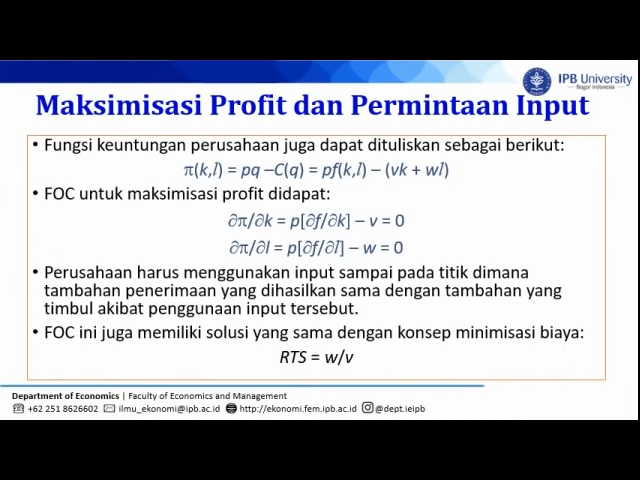 IPB University
Bogor Indonesia
Maksimisasi Profit dan Permintaan Input
• Fungsi keuntungan perusahaan juga dapat dituliskan sebagai berikut:
π(k,l) = pq –C(q) = pf(k,l) – (vk + wl)
• FOC untuk maksimisasi profit didapat:
∂π/∂k = p[∂f/∂k] – v = 0
∂π/∂l = p[∂f/∂l] – w = 0
• Perusahaan harus menggunakan input sampai pada titik dimana
tambahan penerimaan yang dihasilkan sama dengan tambahan yang
timbul akibat penggunaan input tersebut.
• FOC ini juga memiliki solusi yang sama dengan konsep minimisasi biaya:
RTS = w/v
Department of Economics | Faculty of Economics and Management
+62 251 8626602 ilmu_ekonomi@ipb.ac.id http://ekonomi.fem.ipb.ac.id @dept.ieipb